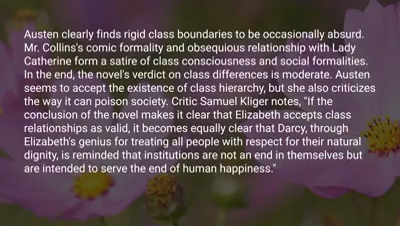 Austen clearly finds rigid class boundaries to be occasionally absurd.
Mr. Collins's comic formality and obsequious relationship with Lady
Catherine form a satire of class consciousness and social formalities.
In the end, the novel's verdict on class differences is moderate. Austen
seems to accept the existence of class hierarchy, but she also criticizes
the way it can poison society. Critic Samuel Kliger notes, "If the
conclusion of the novel makes it clear that Elizabeth accepts class
relationships as valid, it becomes equally clear that Darcy, through
Elizabeth's genius for treating all people with respect for their natural
dignity, is reminded that institutions are not an end in themselves but
are intended to serve the end of human happiness."